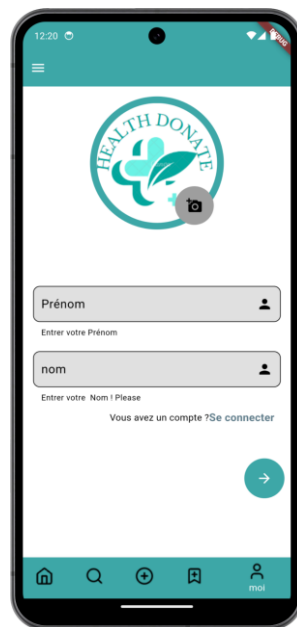 12:20
DEBUG
HEALTH DONATE
Prénom
Entrer votre Prénom
nom
Entrer votre Nom ! Please
Vous avez un compte ?Se connecter
moi